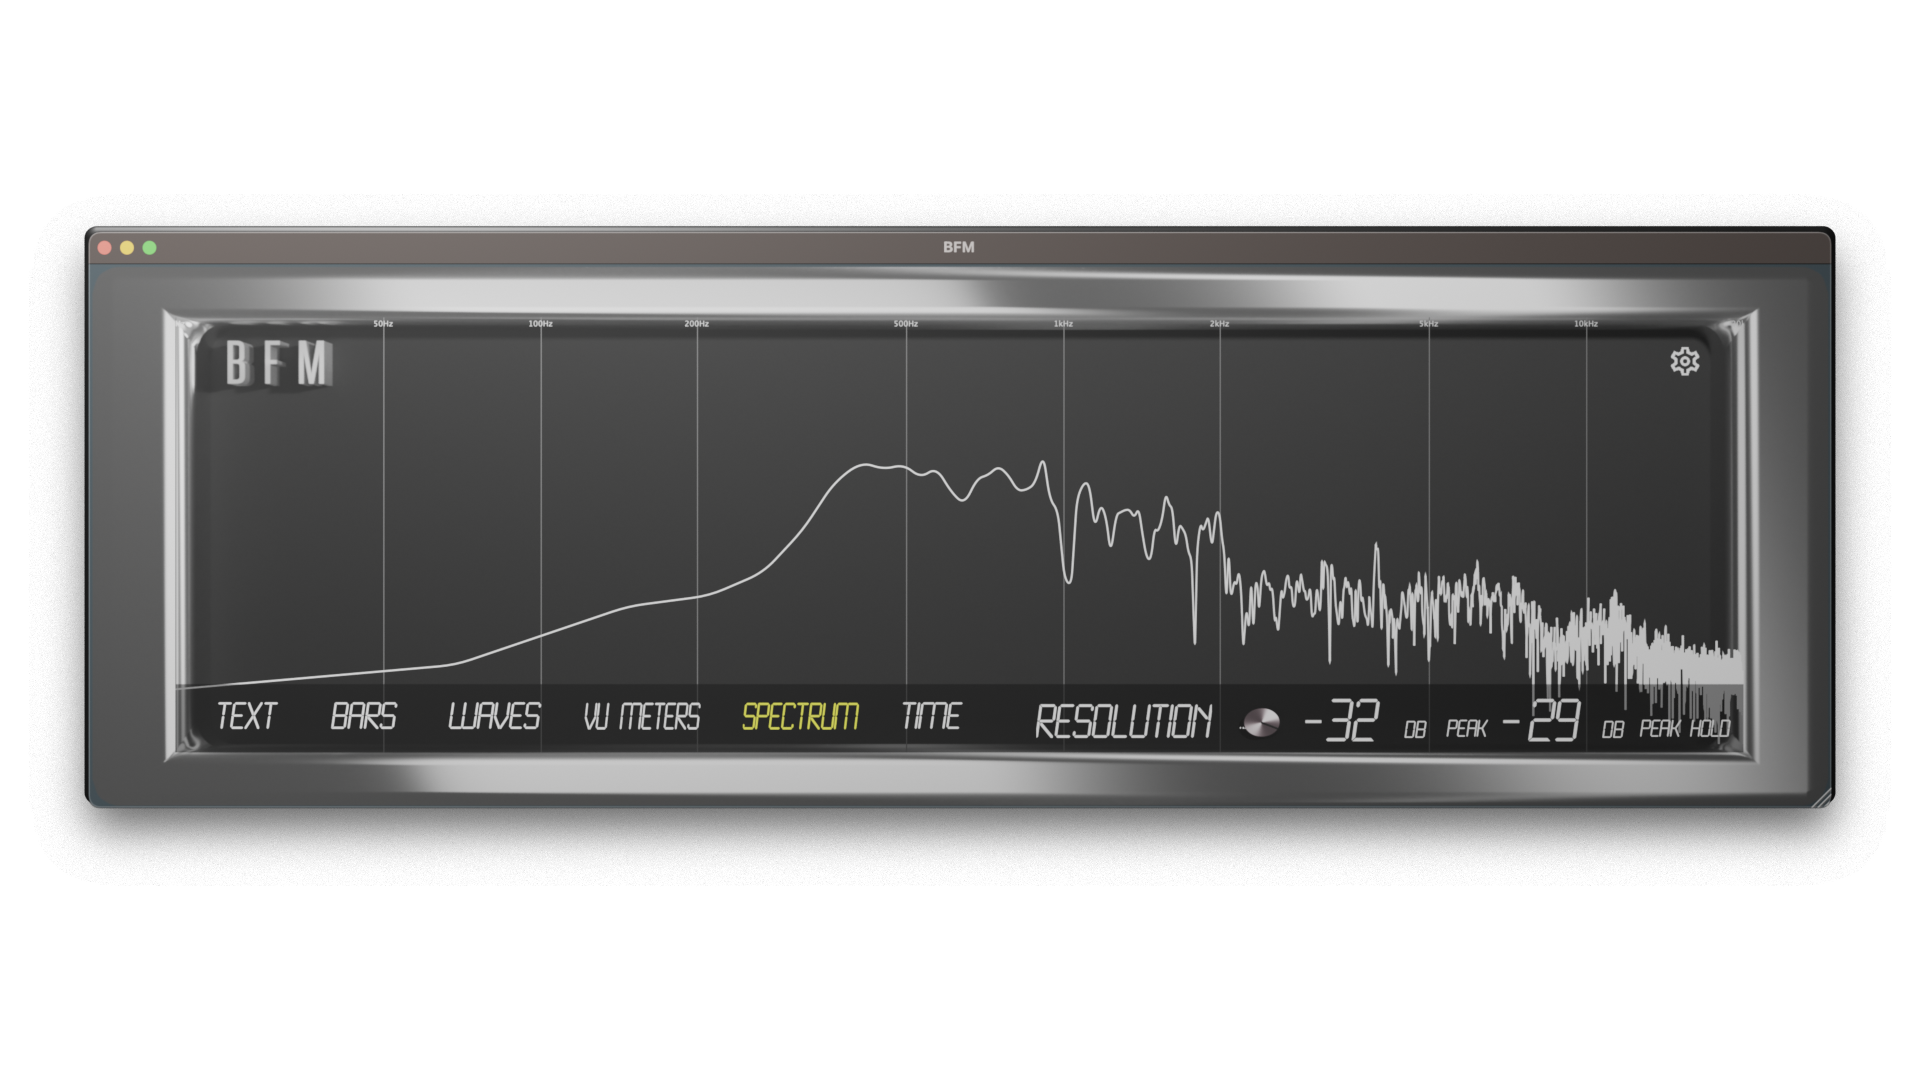 BFM
50Hz 100Hz 200Hz 500Hz 1kHz 2kHz 5kHz 10kHz
BFM
TEXT BARS WAVES VU METERS SPECTRUM TIME RESOLUTION -32 DB PEAK -29 DB PEAK HOLD